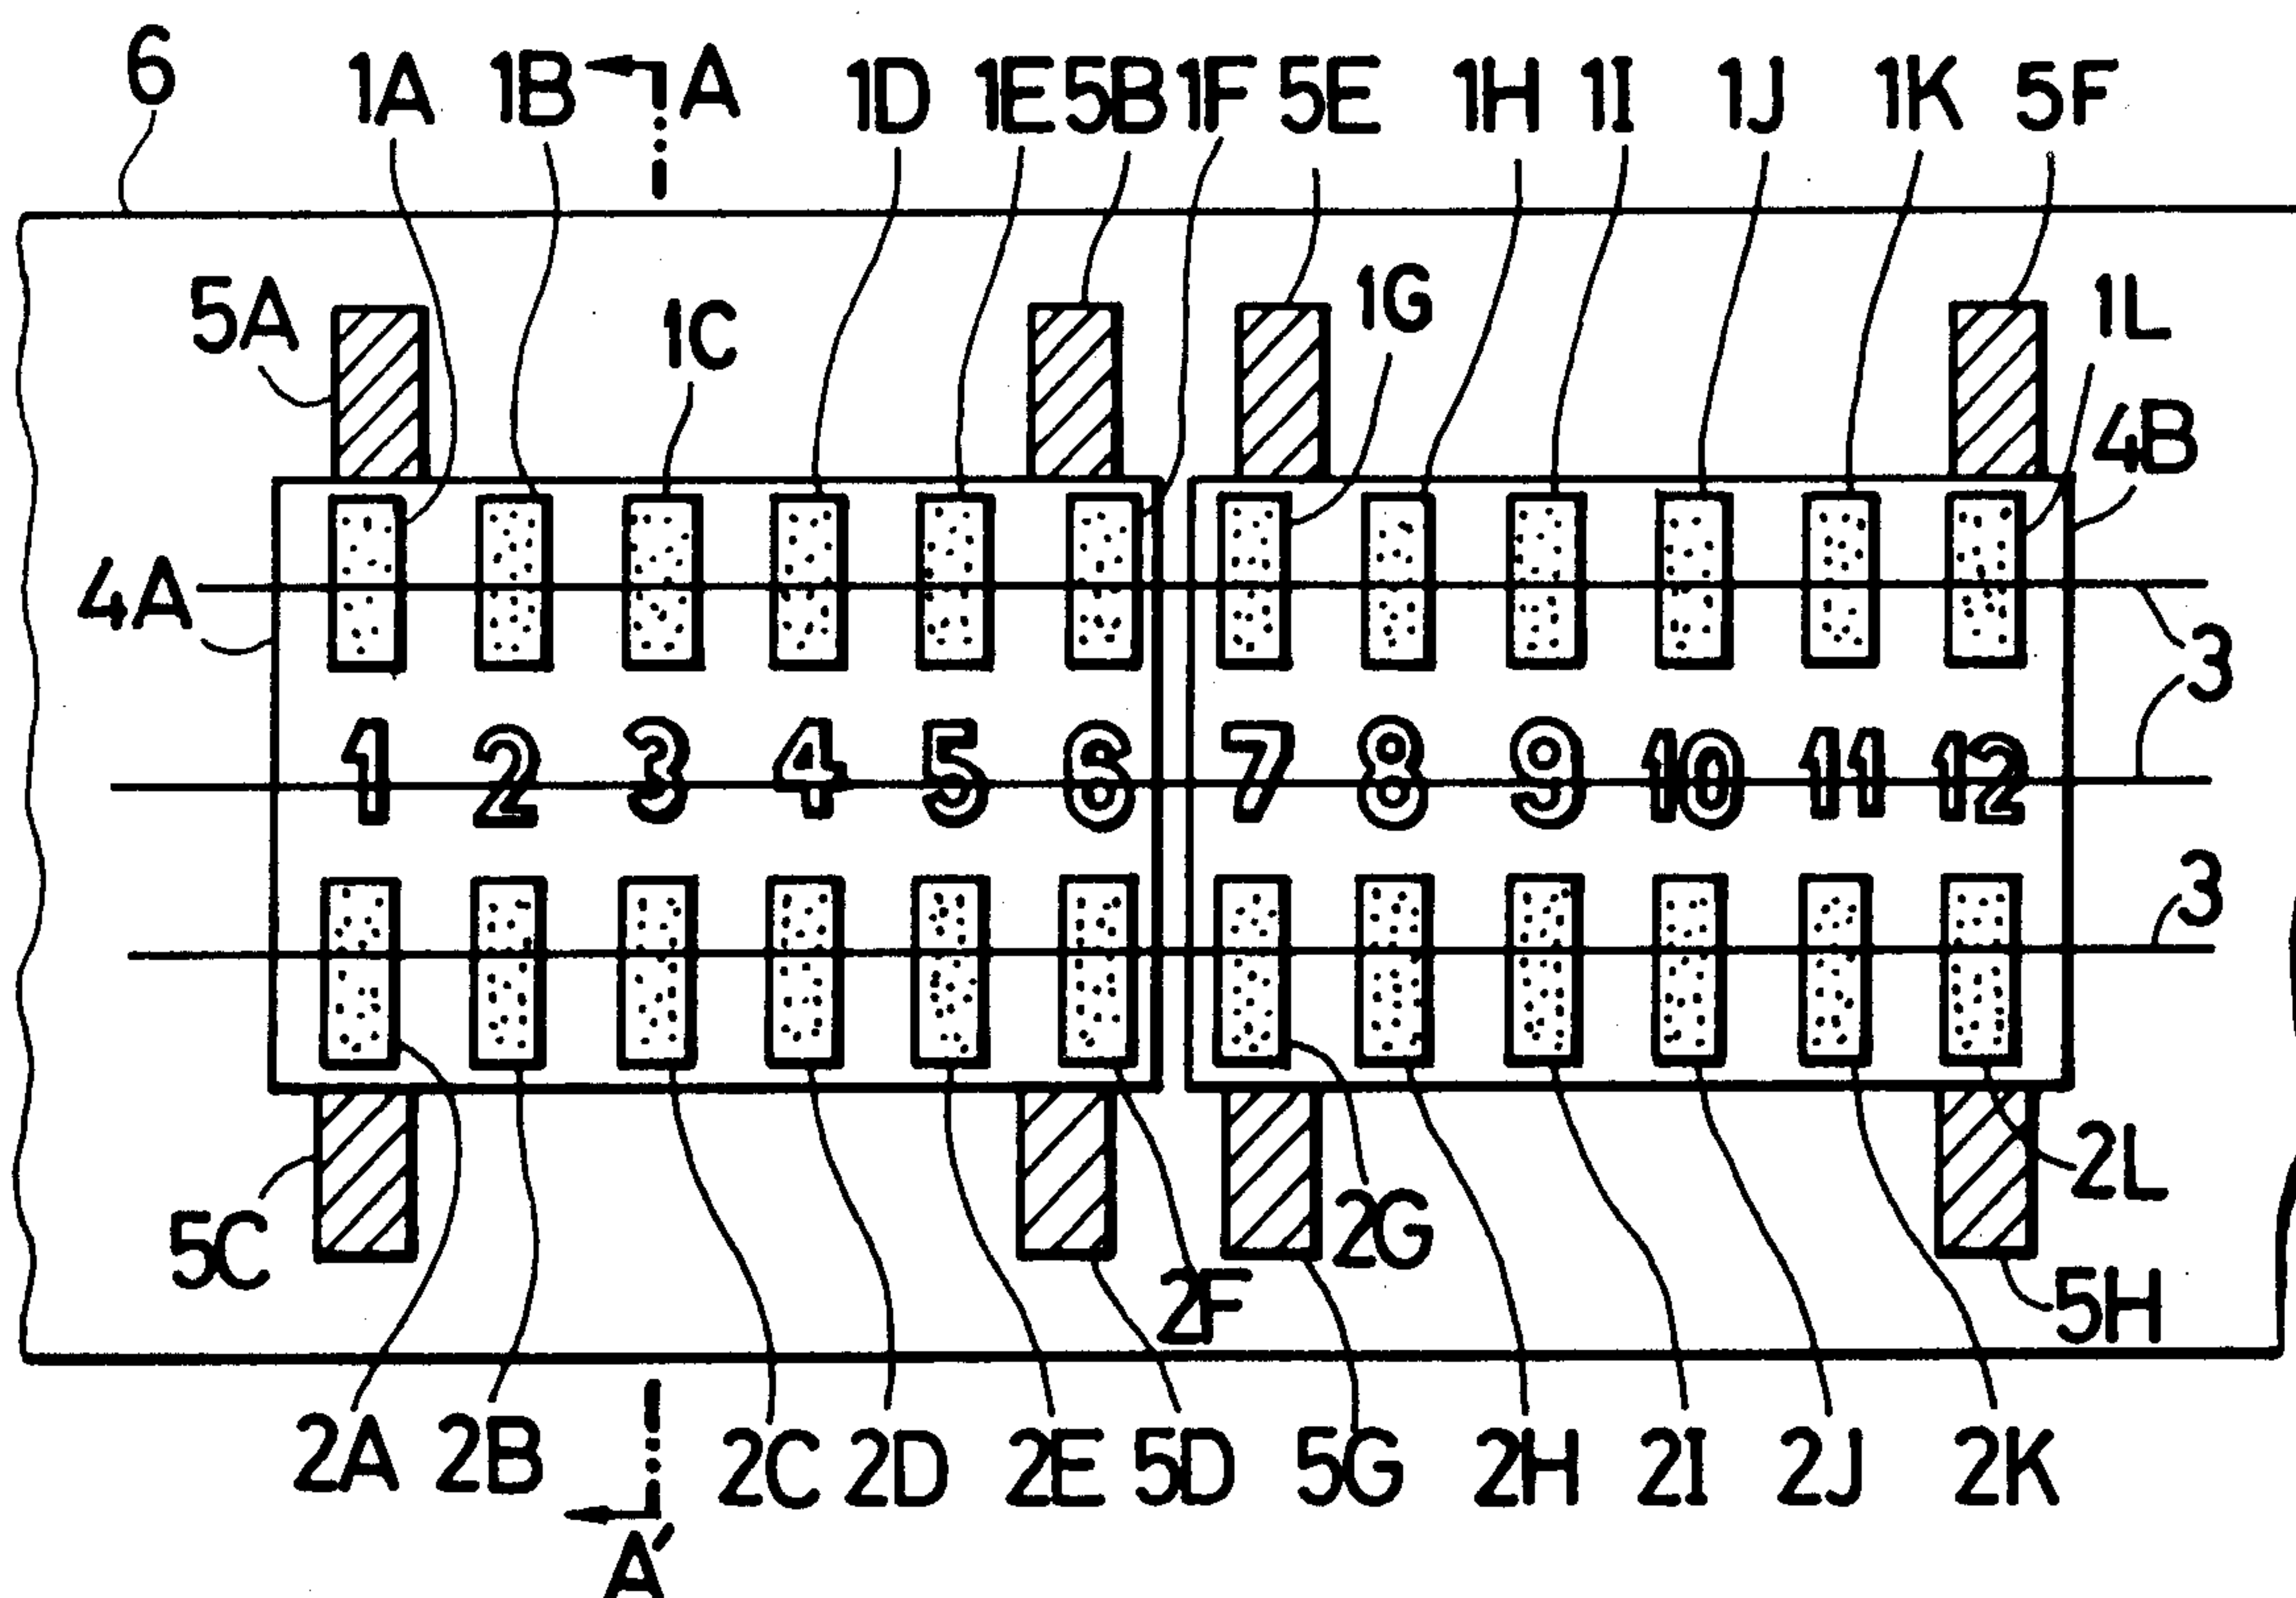 6 1A 1B A 1D 1E 5B 1F 5E 1H 1I 1J 1K 5F
5A 1C 1G 1L
4B
4A
3
1 2 3 4 5 6 7 8 9 10 11 12
3
2L
5C 2G
2F 5H
2A 2B 2C 2D 2E 5D 5G 2H 2I 2J 2K
A'